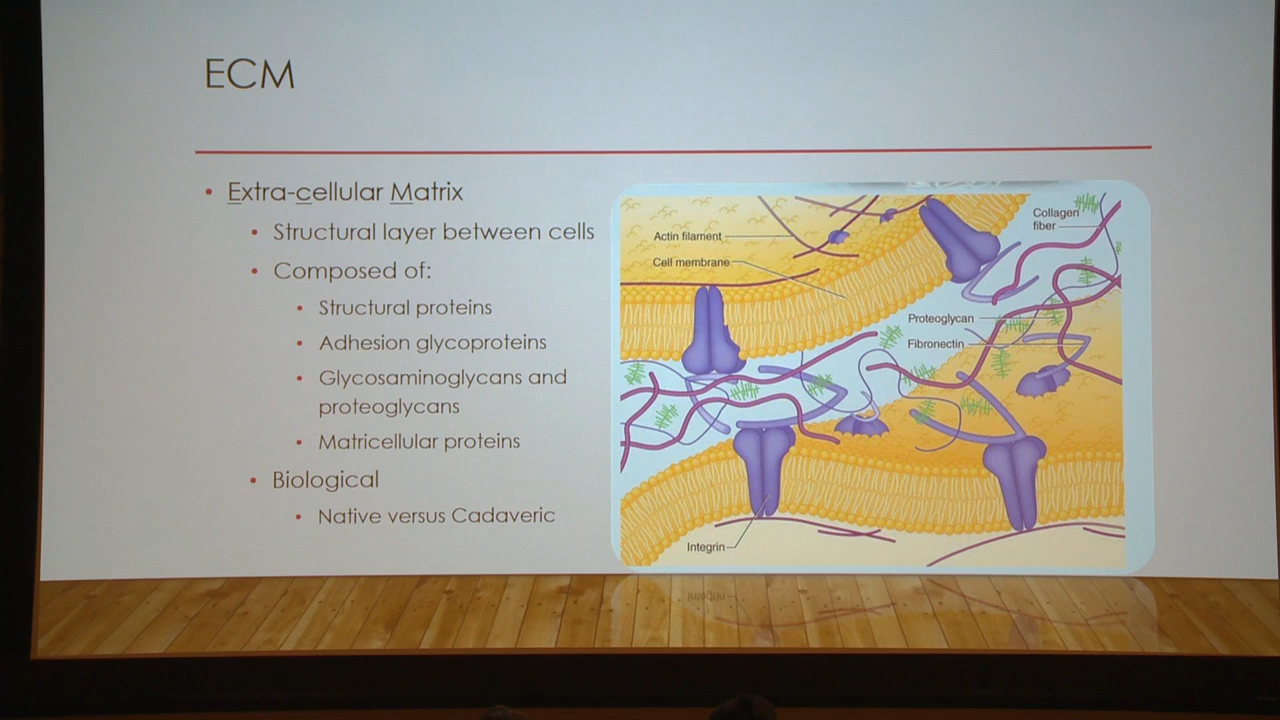 ECM
• Extra-cellular Matrix
• Structural layer between cells
• Composed of:
• Structural proteins
• Adhesion glycoproteins
• Glycosaminoglycans and
proteoglycans
• Matricellular proteins
• Biological
• Native versus Cadaveric
Actin filament
Cell membrane
Collagen
fiber
Proteoglycan
Fibronectin
Integrin